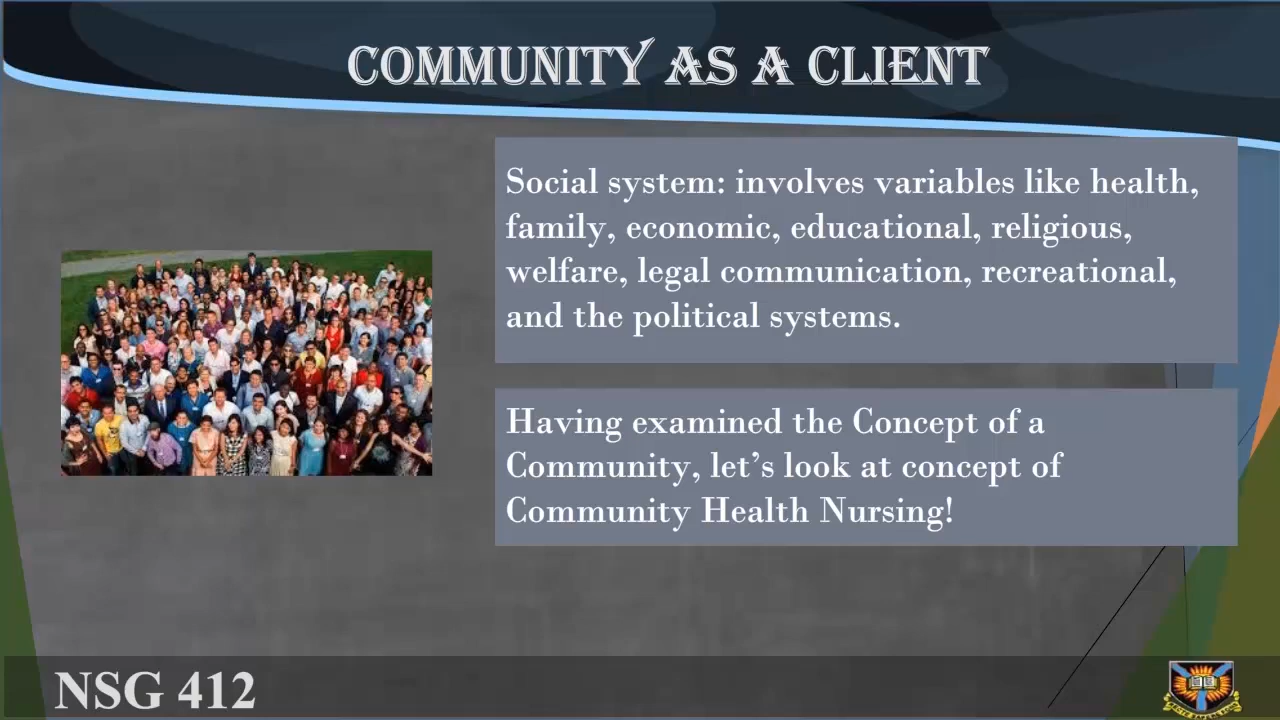 COMMUNITY AS A CLIENT
Social system: involves variables like health,
family, economic, educational, religious,
welfare, legal communication, recreational,
and the political systems.
Having examined the Concept of a
Community, let’s look at concept of
Community Health Nursing!
NSG 412